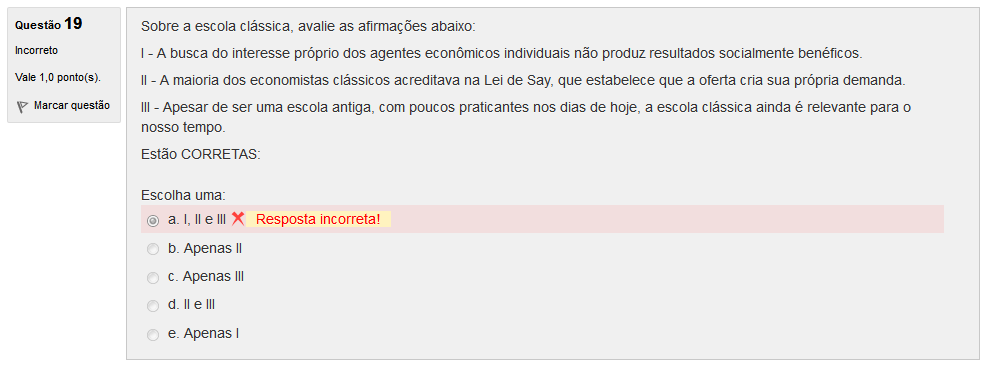 Questão 19
Incorreto
Vale 1,0 ponto(s).
Marcar questão
Sobre a escola clássica, avalie as afirmações abaixo:
I - A busca do interesse próprio dos agentes econômicos individuais não produz resultados socialmente benéficos.
II - A maioria dos economistas clássicos acreditava na Lei de Say, que estabelece que a oferta cria sua própria demanda.
III - Apesar de ser uma escola antiga, com poucos praticantes nos dias de hoje, a escola clássica ainda é relevante para o
nosso tempo.
Estão CORRETAS:
Escolha uma:
a. I, II e III Resposta incorreta!
b. Apenas II
c. Apenas III
d. II e III
e. Apenas I